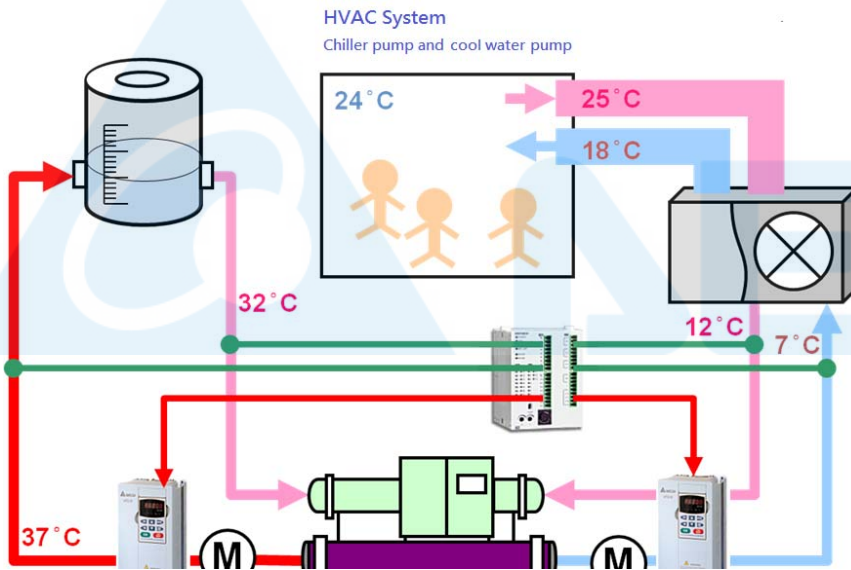 HVAC System
Chiller pump and cool water pump
24°C
25°C
18°C
32°C
12°C
7°C
37°C
M
M